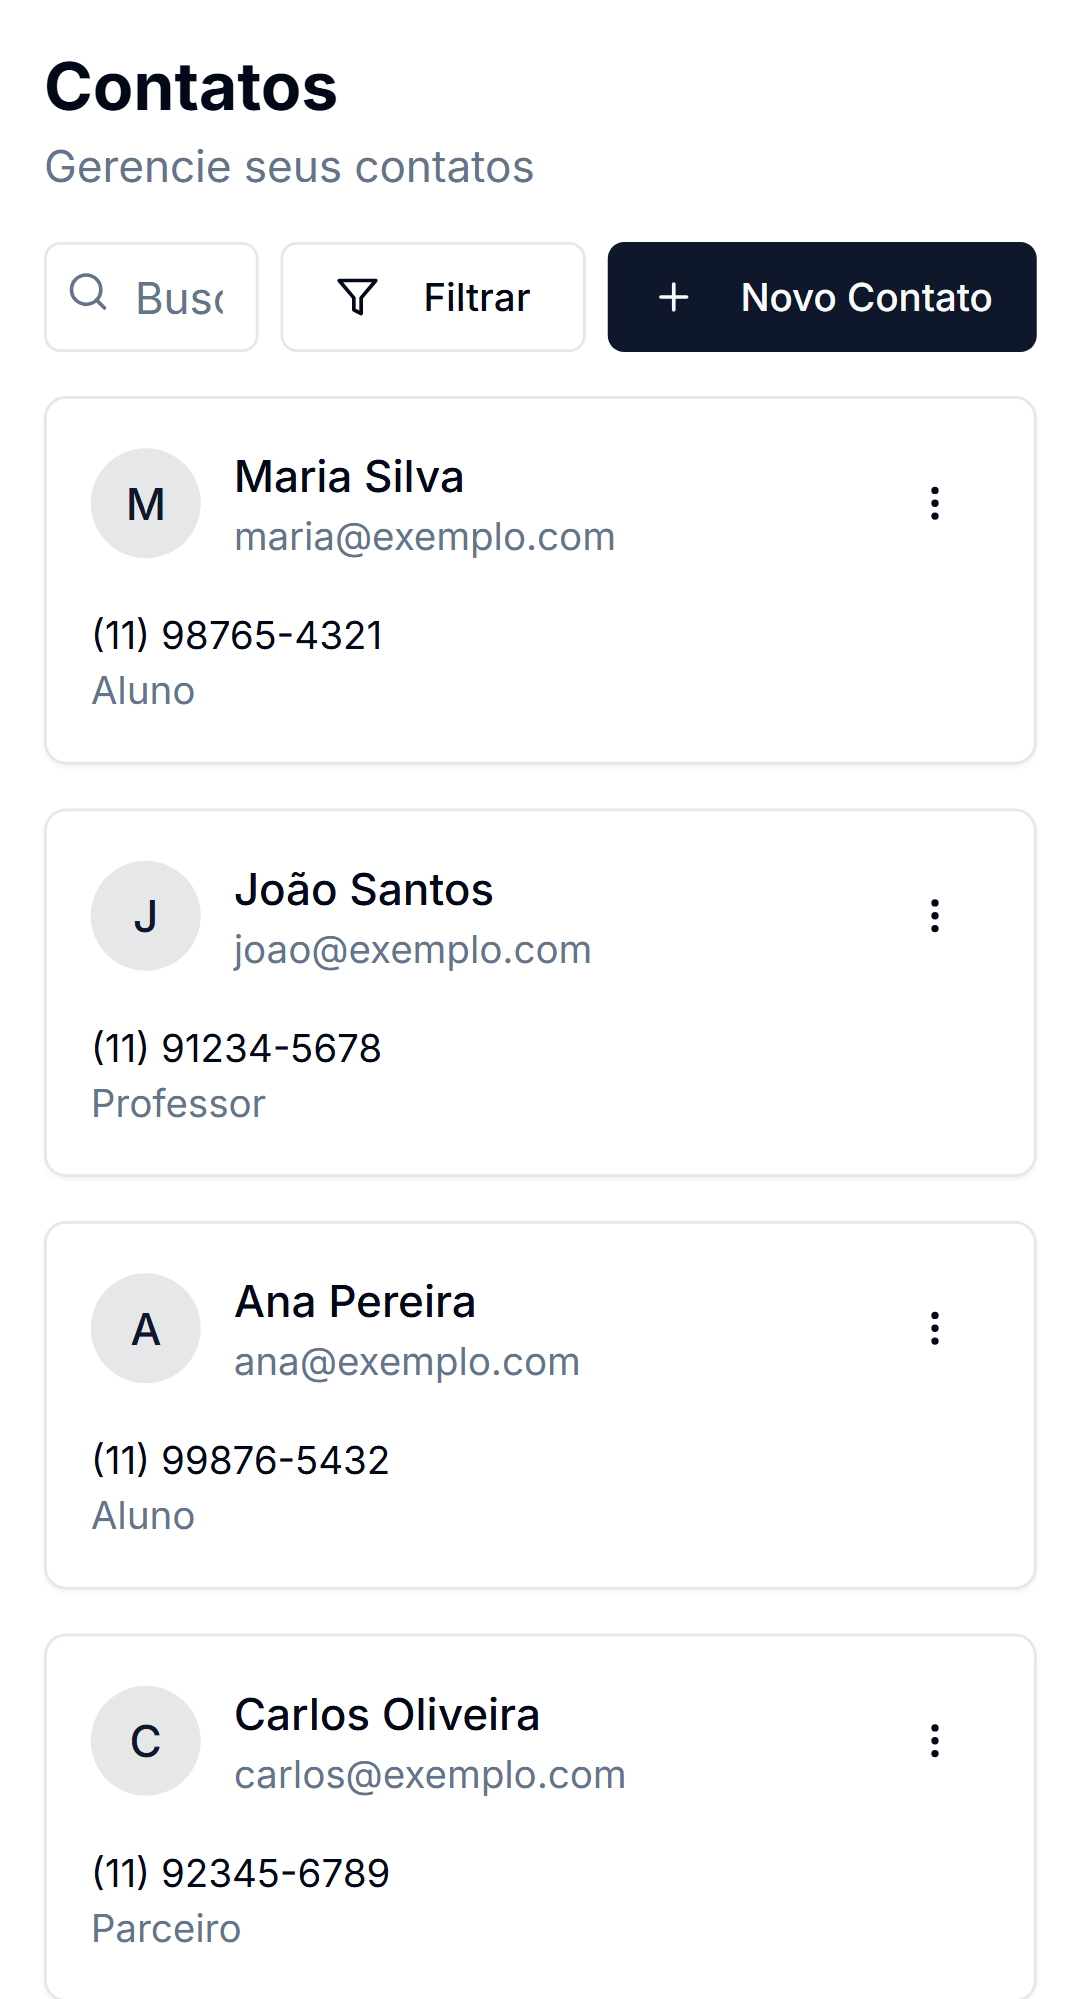 Contatos
Gerencie seus contatos
Busc
Filtrar
+ Novo Contato
M
Maria Silva
maria@exemplo.com
(11) 98765-4321
Aluno
J
João Santos
joao@exemplo.com
(11) 91234-5678
Professor
A
Ana Pereira
ana@exemplo.com
(11) 99876-5432
Aluno
C
Carlos Oliveira
carlos@exemplo.com
(11) 92345-6789
Parceiro